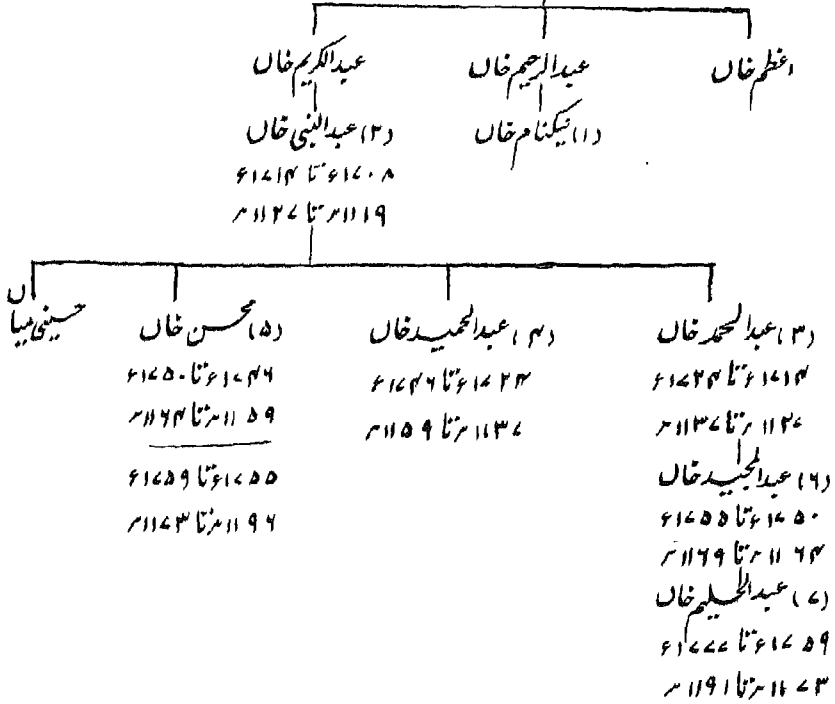 اعظم خاں
عبدالرحیم خاں
(۱) نیکنام خاں
عبدالکریم خاں
(۲) عبدالنبی خاں
۱۷۰۸ء تا ۱۷۱۴ء
۱۱۱۹ھ تا ۱۱۲۷ھ
(۳) عبدالمحمد خاں
۱۷۱۴ء تا ۱۷۲۴ء
۱۱۲۷ھ تا ۱۱۳۷ھ
(۶) عبدالمجید خاں
۱۷۵۰ء تا ۱۷۵۵ء
۱۱۶۴ھ تا ۱۱۶۹ھ
(۷) عبدالحلیم خاں
۱۷۵۹ء تا ۱۷۷۷ء
۱۱۷۳ھ تا ۱۱۹۱ھ
(۴) عبدالحمید خاں
۱۷۲۴ء تا ۱۷۴۶ء
۱۱۳۷ھ تا ۱۱۵۹ھ
(۵) محسن خاں
۱۷۴۶ء تا ۱۷۵۰ء
۱۱۵۹ھ تا ۱۱۶۴ھ
۱۷۵۵ء تا ۱۷۵۹ء
۱۱۹۶ھ تا ۱۱۷۳ھ
حسینی میاں